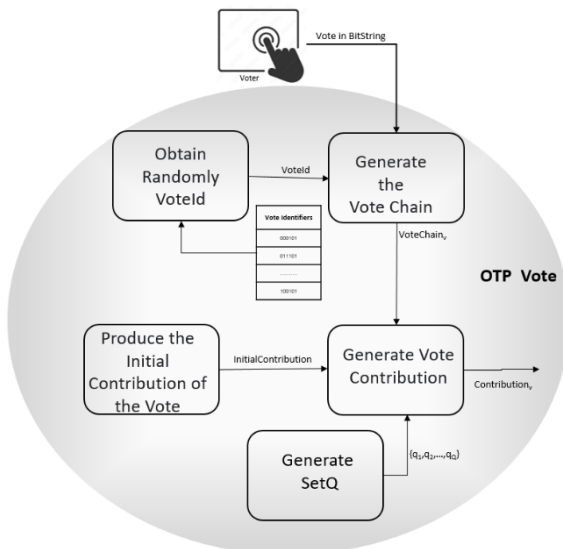 Vote in BitString
Voter
Obtain
Randomly
VoteId
VoteId
Generate
the
Vote Chain
Vote Identifiers
000101
011101
............
100101
VoteChainᵥ
OTP Vote
Produce the
Initial
Contribution of
the Vote
InitialContribution
Generate Vote
Contribution
Contributionᵥ
Generate
SetQ
{q₁,q₂,...,q_Q}